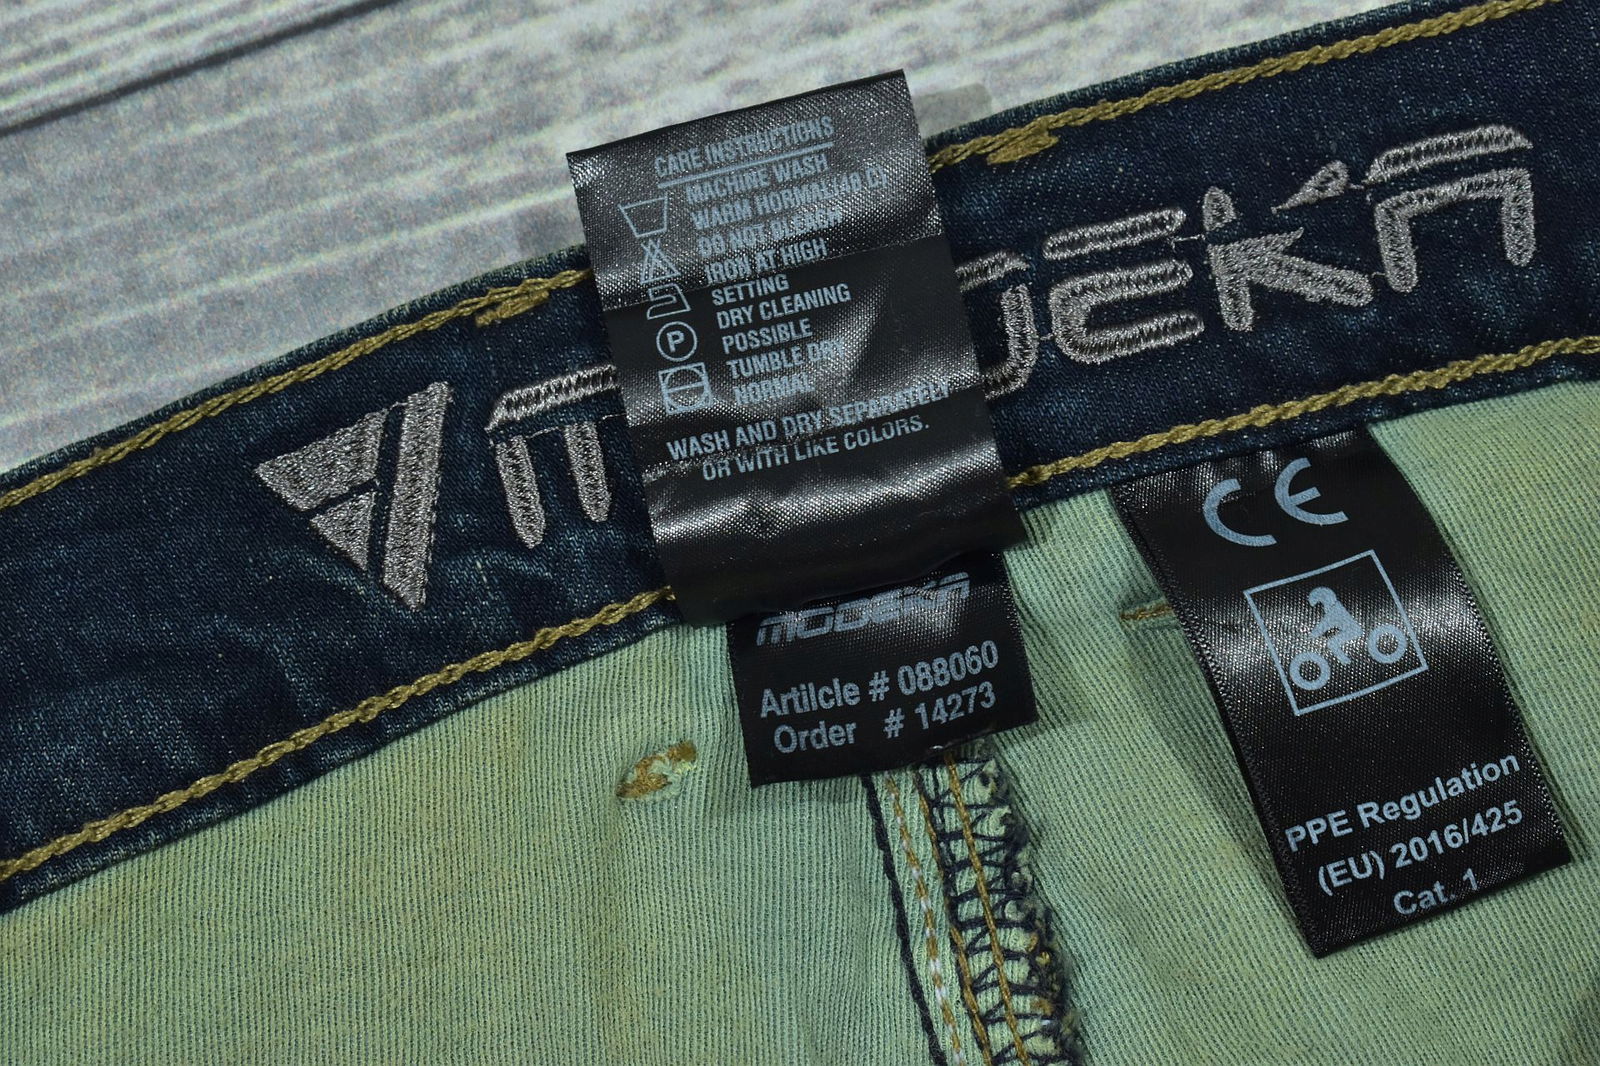 CARE INSTRUCTIONS
MACHINE WASH
WARM NORMAL(40 C)
DO NOT BLEACH
IRON AT HIGH
SETTING
DRY CLEANING
P
POSSIBLE
TUMBLE DRY
NORMAL
WASH AND DRY SEPARATELY
OR WITH LIKE COLORS.
MODEKA
Artilcle # 088060
Order # 14273
CE
PPE Regulation
(EU) 2016/425
Cat. 1